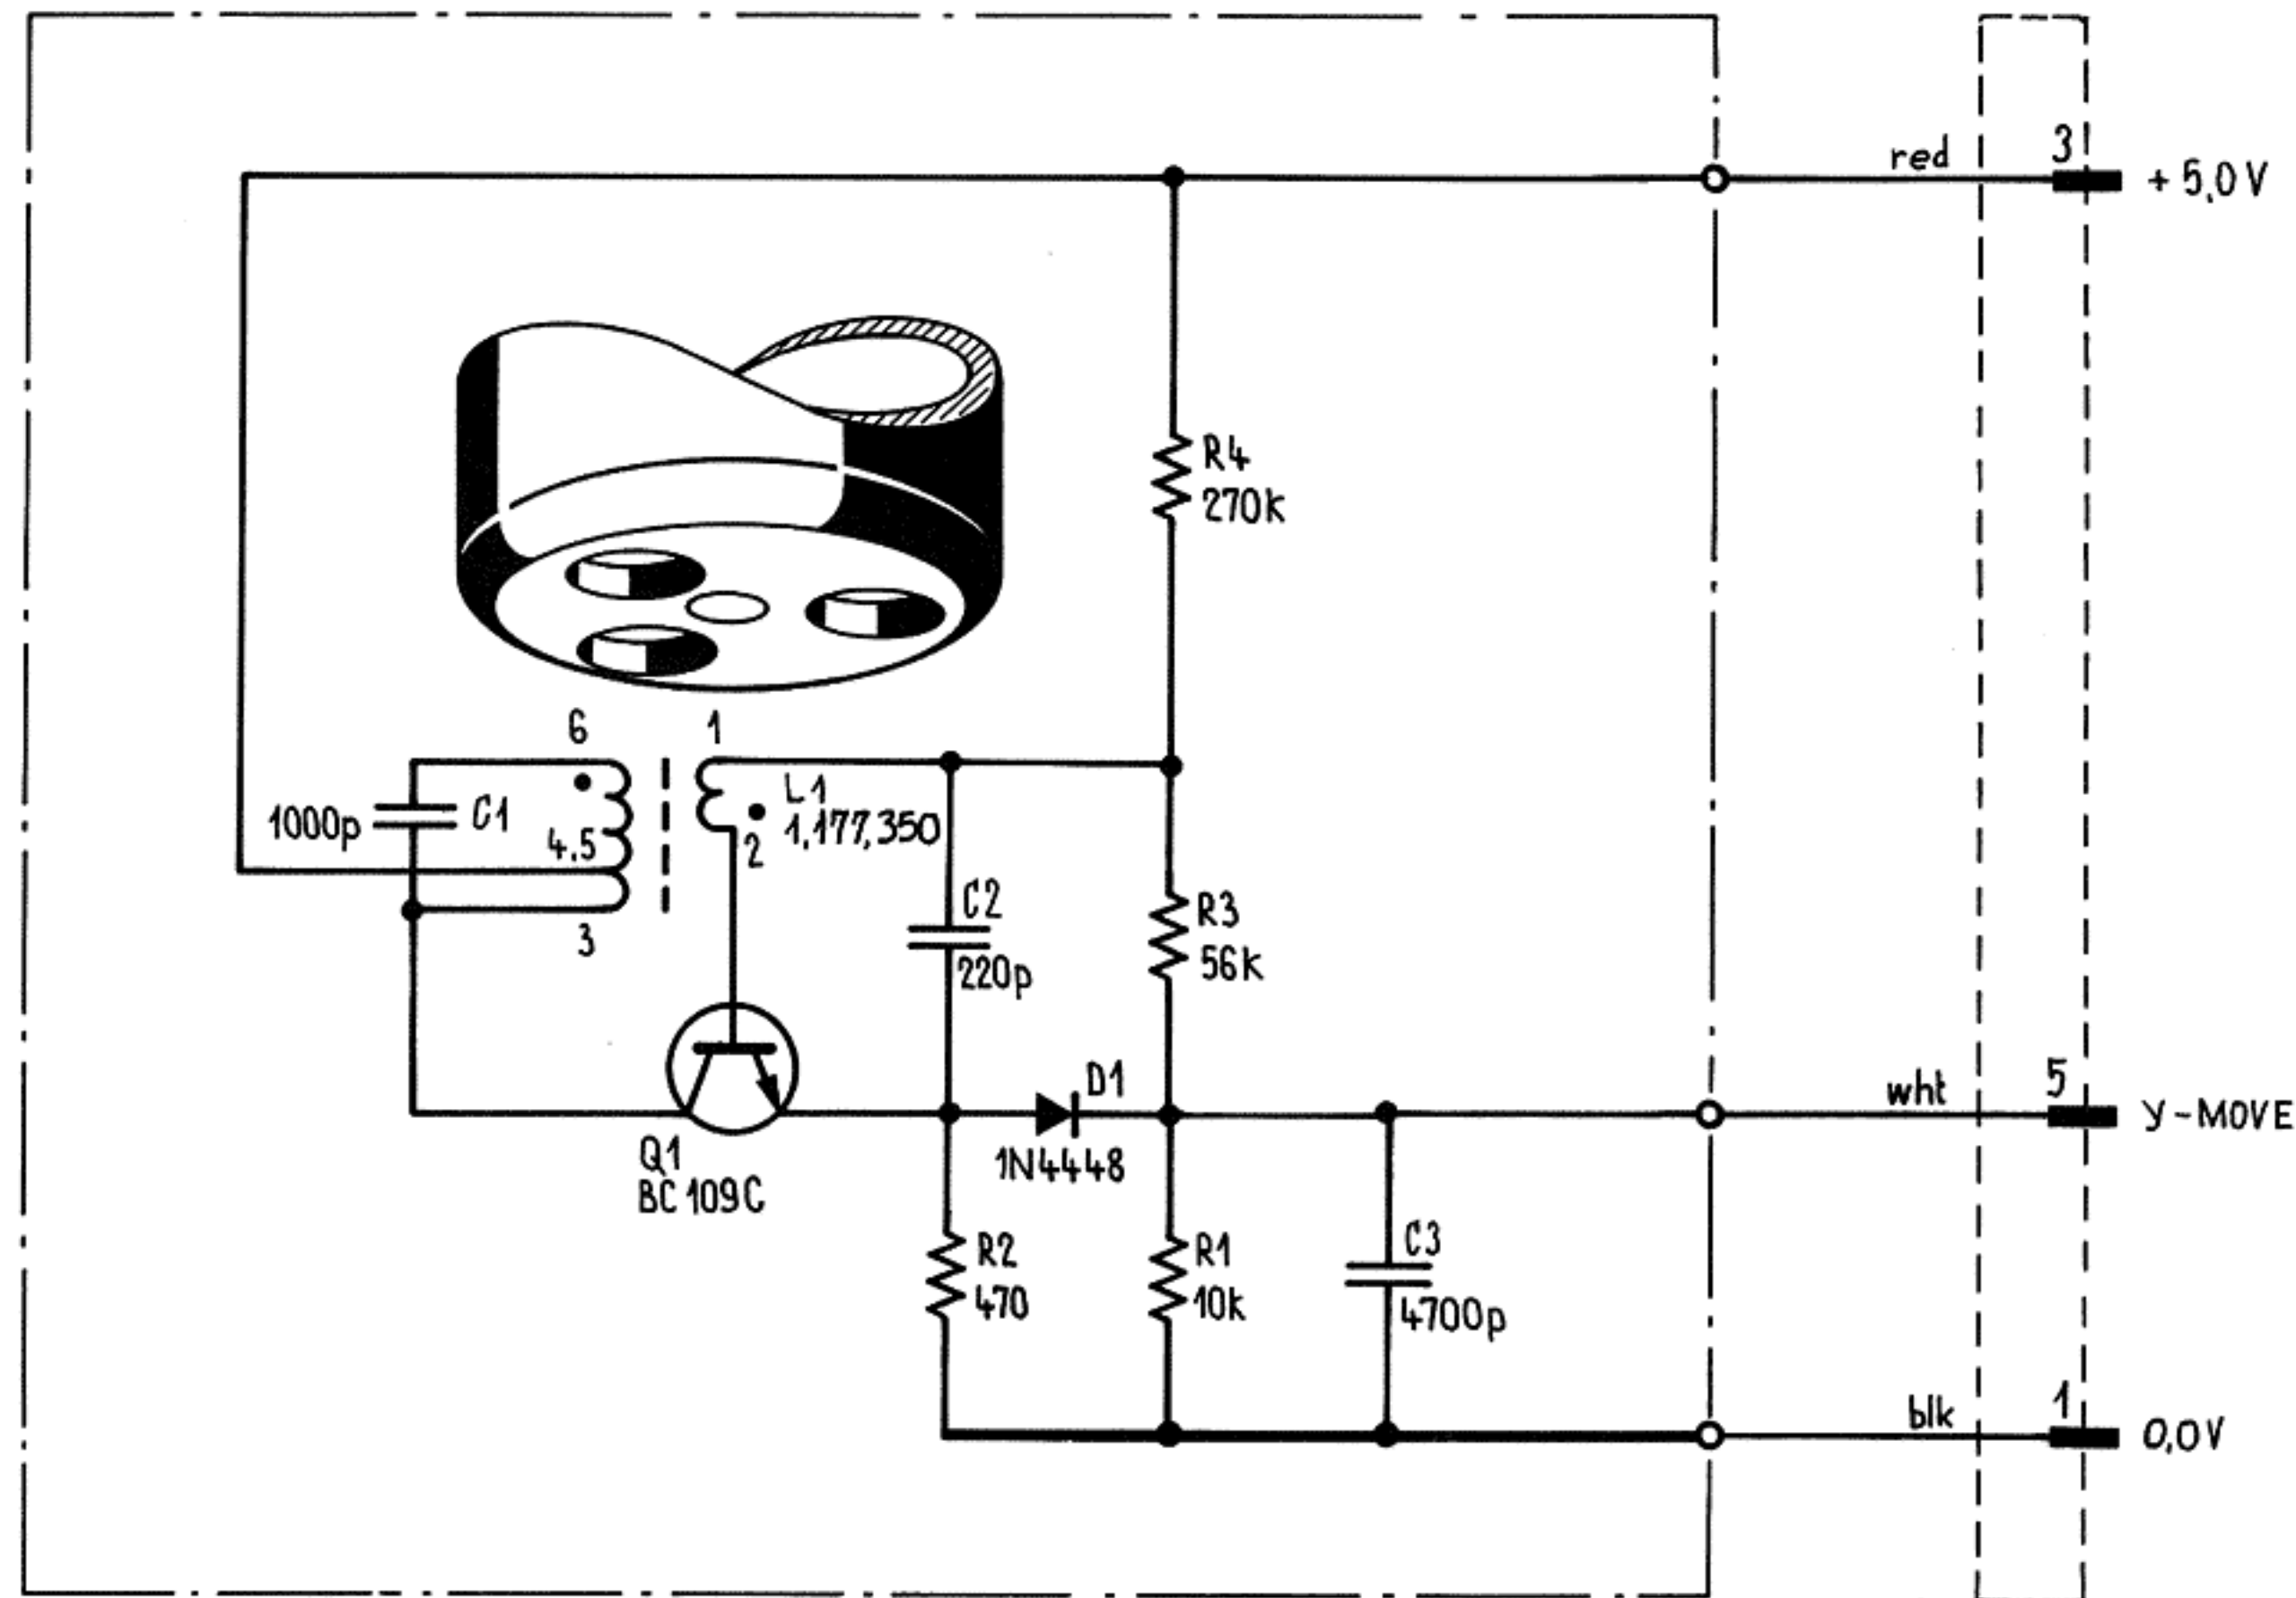 red
3
+5,0V
R4
270k
6
1
1000p
C1
4.5
L1
1,177,350
2
3
C2
220p
R3
56k
D1
1N4448
wht
5
Y-MOVE
Q1
BC109C
R2
470
R1
10k
C3
4700p
blk
1
0,0V